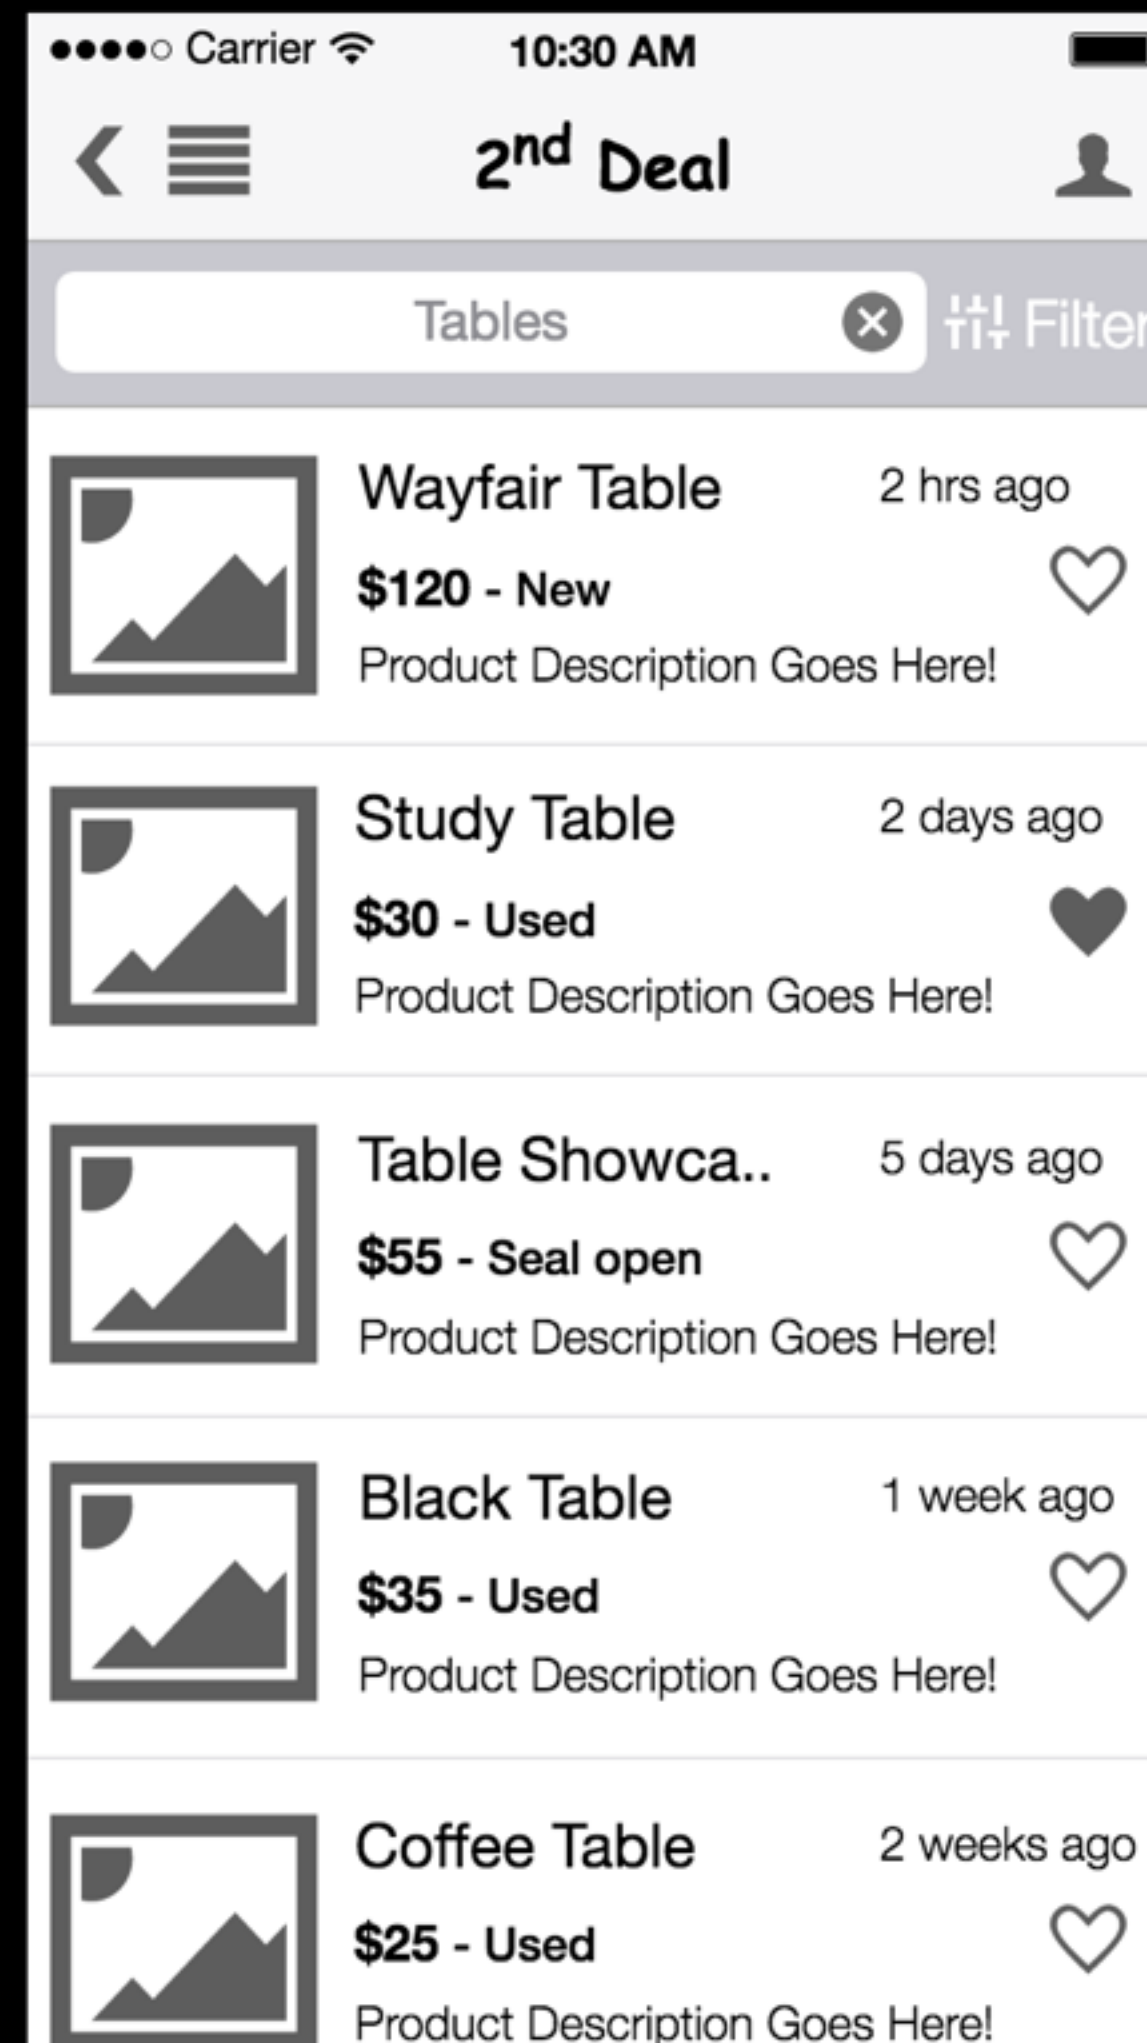 Carrier 10:30 AM
2nd Deal
Tables Filter
Wayfair Table 2 hrs ago
$120 - New
Product Description Goes Here!
Study Table 2 days ago
$30 - Used
Product Description Goes Here!
Table Showca.. 5 days ago
$55 - Seal open
Product Description Goes Here!
Black Table 1 week ago
$35 - Used
Product Description Goes Here!
Coffee Table 2 weeks ago
$25 - Used
Product Description Goes Here!